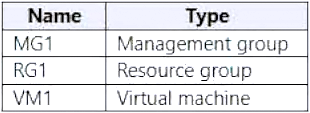 Name Type
MG1 Management group
RG1 Resource group
VM1 Virtual machine